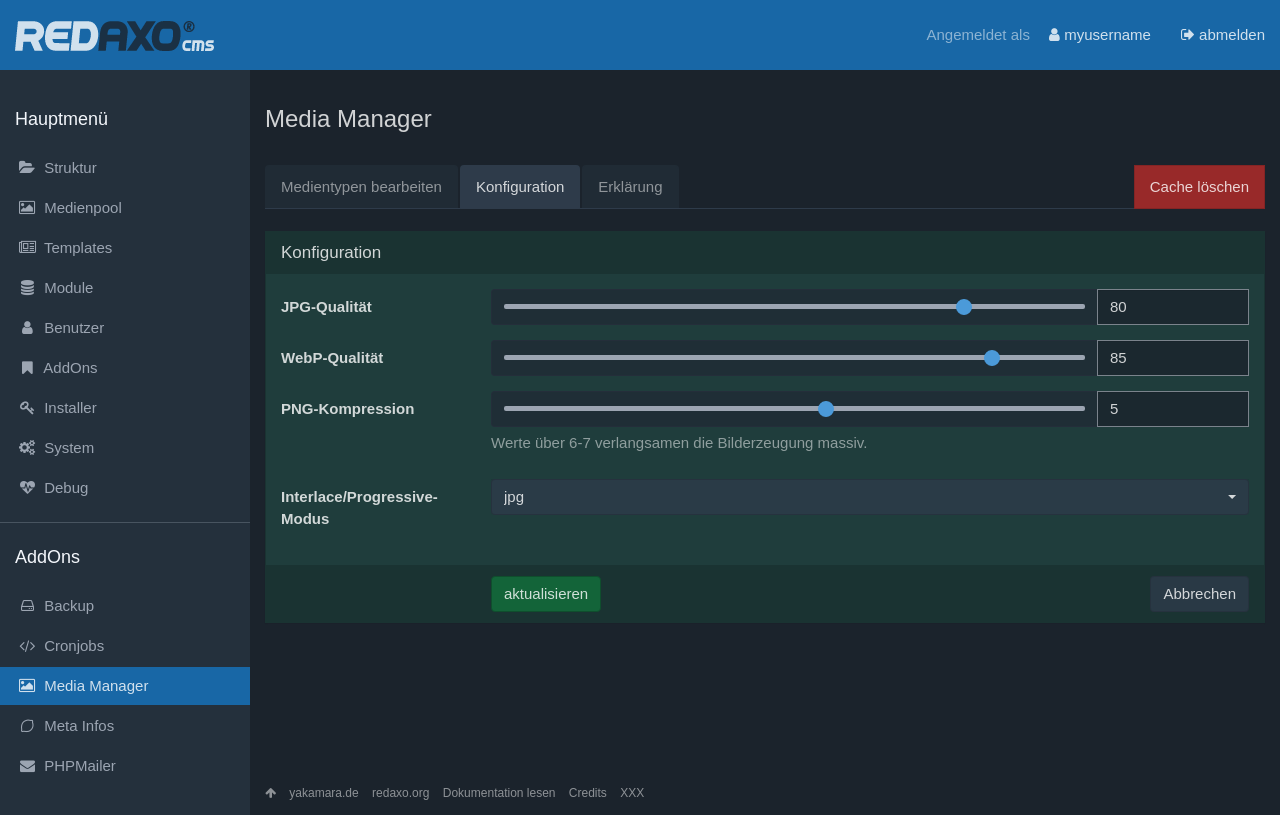 REDAXO® cms
Angemeldet als myusername abmelden
Hauptmenü
Struktur
Medienpool
Templates
Module
Benutzer
AddOns
Installer
System
Debug
AddOns
Backup
Cronjobs
Media Manager
Meta Infos
PHPMailer
Media Manager
Medientypen bearbeiten Konfiguration Erklärung Cache löschen
Konfiguration
JPG-Qualität 80
WebP-Qualität 85
PNG-Kompression 5
Werte über 6-7 verlangsamen die Bilderzeugung massiv.
Interlace/Progressive- jpg
Modus
aktualisieren Abbrechen
yakamara.de redaxo.org Dokumentation lesen Credits XXX